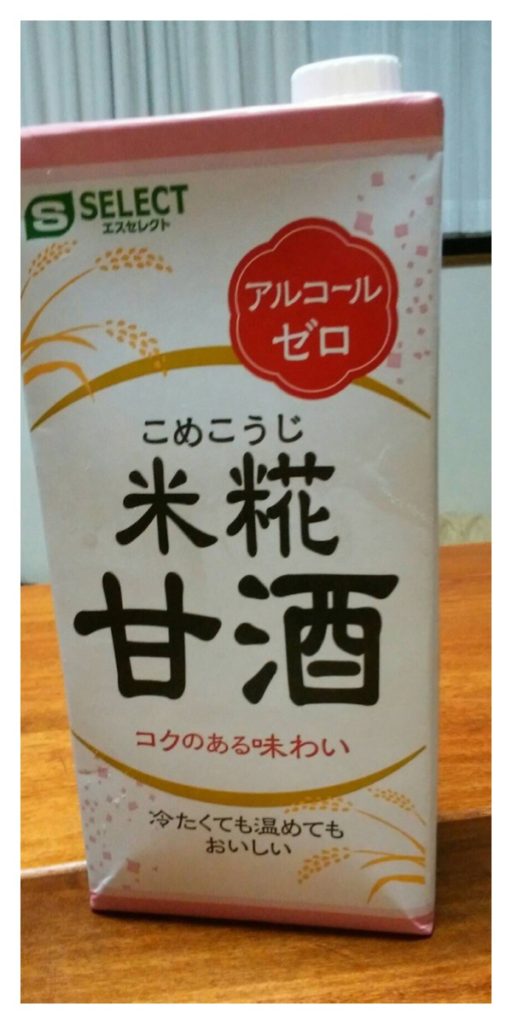 S SELECT
エスセレクト
アルコール
ゼロ
こめこうじ
米糀
甘酒
コクのある味わい
冷たくても温めても
おいしい